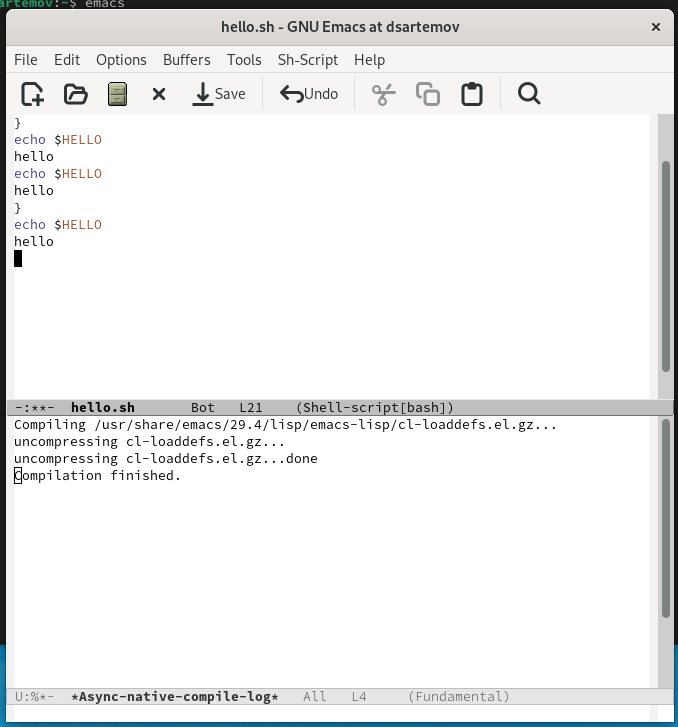 artemov:~$ emacs
hello.sh - GNU Emacs at dsartemov
File Edit Options Buffers Tools Sh-Script Help
Save Undo
}
echo $HELLO
hello
echo $HELLO
hello
}
echo $HELLO
hello
-:**- hello.sh Bot L21 (Shell-script[bash])
Compiling /usr/share/emacs/29.4/lisp/emacs-lisp/cl-loaddefs.el.gz...
uncompressing cl-loaddefs.el.gz...
uncompressing cl-loaddefs.el.gz...done
Compilation finished.
U:%*- *Async-native-compile-log* All L4 (Fundamental)